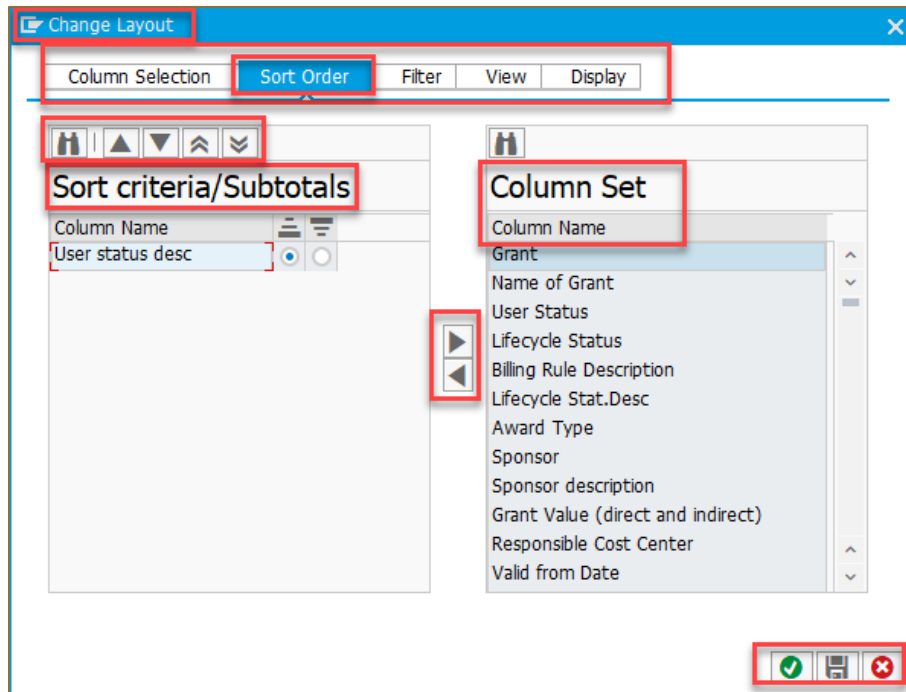 Change Layout
Column Selection Sort Order Filter View Display
Sort criteria/Subtotals
Column Name
User status desc
Column Set
Column Name
Grant
Name of Grant
User Status
Lifecycle Status
Billing Rule Description
Lifecycle Stat.Desc
Award Type
Sponsor
Sponsor description
Grant Value (direct and indirect)
Responsible Cost Center
Valid from Date